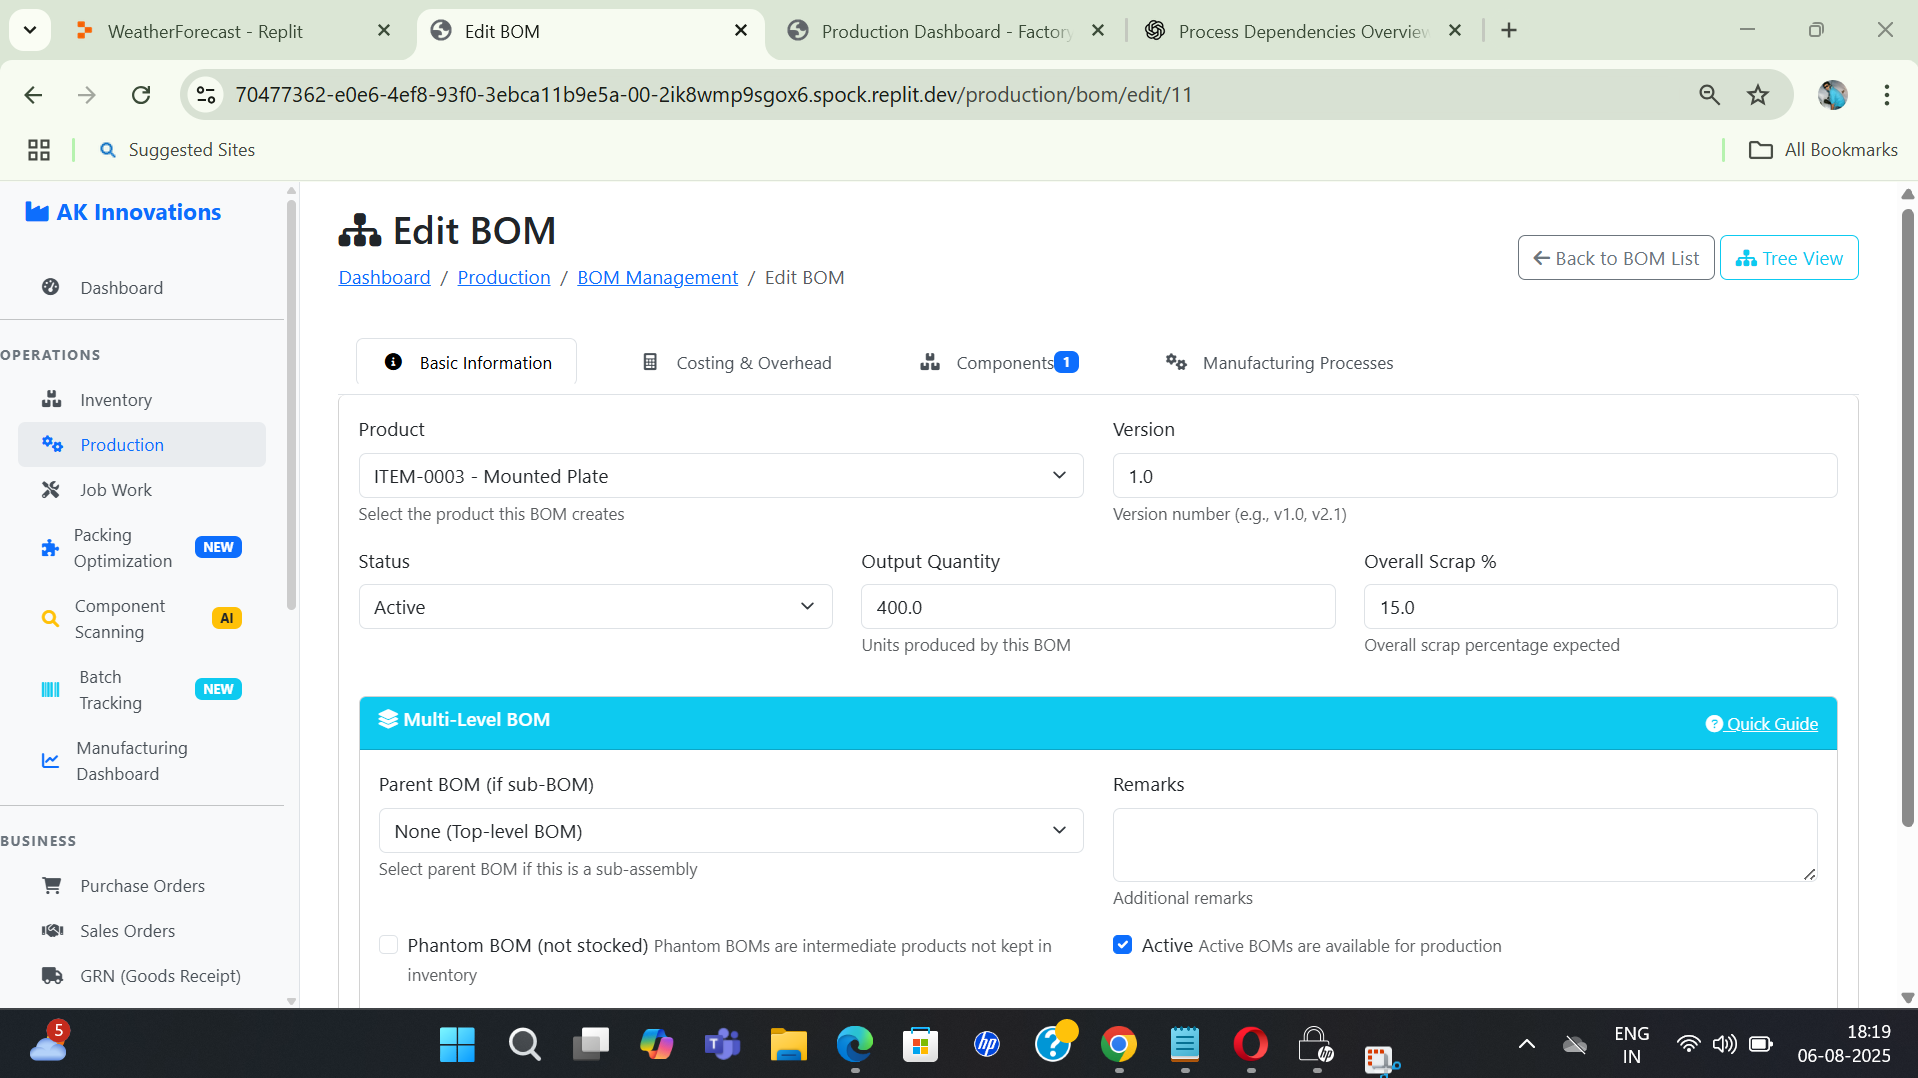 WeatherForecast - Replit
Edit BOM
Production Dashboard - Factory
Process Dependencies Overview
70477362-e0e6-4ef8-93f0-3ebca11b9e5a-00-2ik8wmp9sgox6.spock.replit.dev/production/bom/edit/11
Suggested Sites
All Bookmarks
AK Innovations
Dashboard
OPERATIONS
Inventory
Production
Job Work
Packing
Optimization
NEW
Component
Scanning
AI
Batch
Tracking
NEW
Manufacturing
Dashboard
BUSINESS
Purchase Orders
Sales Orders
GRN (Goods Receipt)
Edit BOM
Dashboard / Production / BOM Management / Edit BOM
Back to BOM List
Tree View
Basic Information
Costing & Overhead
Components 1
Manufacturing Processes
Product
ITEM-0003 - Mounted Plate
Select the product this BOM creates
Version
1.0
Version number (e.g., v1.0, v2.1)
Status
Active
Output Quantity
400.0
Units produced by this BOM
Overall Scrap %
15.0
Overall scrap percentage expected
Multi-Level BOM
? Quick Guide
Parent BOM (if sub-BOM)
None (Top-level BOM)
Select parent BOM if this is a sub-assembly
Remarks
Additional remarks
Phantom BOM (not stocked) Phantom BOMs are intermediate products not kept in
inventory
Active Active BOMs are available for production
5
hp
?
hp
ENG
IN
18:19
06-08-2025